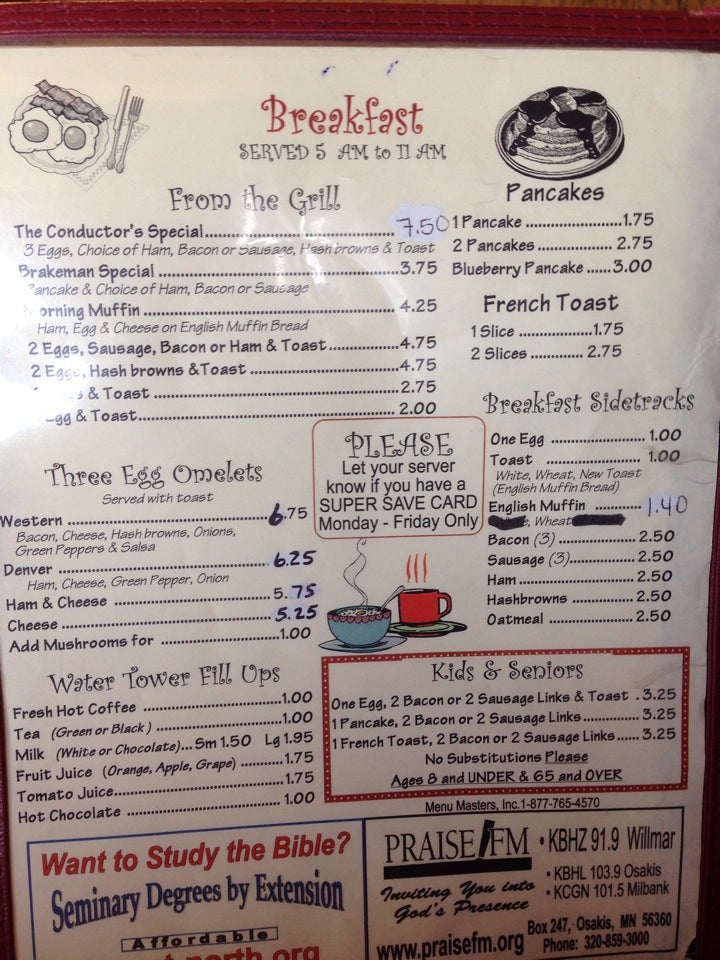 Breakfast
SERVED 5 AM to 11 AM
From the Grill
The Conductor's Special 7.50
3 Eggs, Choice of Ham, Bacon or Sausage, Hash browns & Toast
Brakeman Special 3.75
Pancake & Choice of Ham, Bacon or Sausage
Morning Muffin 4.25
Ham, Egg & Cheese on English Muffin Bread
2 Eggs, Sausage, Bacon or Ham & Toast 4.75
2 Eggs, Hash browns & Toast 4.75
& Toast 2.75
Egg & Toast 2.00
Pancakes
1 Pancake 1.75
2 Pancakes 2.75
Blueberry Pancake 3.00
French Toast
1 Slice 1.75
2 Slices 2.75
Three Egg Omelets
Served with toast
Western 6.75
Bacon, Cheese, Hash browns, Onions,
Green Peppers & Salsa
Denver 6.25
Ham, Cheese, Green Pepper, Onion
Ham & Cheese 5.75
Cheese 5.25
Add Mushrooms for 1.00
PLEASE
Let your server
know if you have a
SUPER SAVE CARD
Monday - Friday Only
Breakfast Sidetracks
One Egg 1.00
Toast 1.00
White, Wheat, New Toast
(English Muffin Bread)
English Muffin 1.40
Wheat
Bacon (3) 2.50
Sausage (3) 2.50
Ham 2.50
Hashbrowns 2.50
Oatmeal 2.50
Water Tower Fill Ups
Fresh Hot Coffee 1.00
Tea (Green or Black) 1.00
Milk (White or Chocolate)... Sm 1.50 Lg 1.95
Fruit Juice (Orange, Apple, Grape) 1.75
Tomato Juice 1.75
Hot Chocolate 1.00
Kids & Seniors
One Egg, 2 Bacon or 2 Sausage Links & Toast . 3.25
1 Pancake, 2 Bacon or 2 Sausage Links 3.25
1 French Toast, 2 Bacon or 2 Sausage Links 3.25
No Substitutions Please
Ages 8 and UNDER & 65 and OVER
Menu Masters, Inc. 1-877-765-4570
Want to Study the Bible?
Seminary Degrees by Extension
Affordable
north.org
PRAISE FM
• KBHZ 91.9 Willmar
• KBHL 103.9 Osakis
• KCGN 101.5 Milbank
Inviting You into
God's Presence
Box 247, Osakis, MN 56360
www.praisefm.org
Phone: 320-859-3000